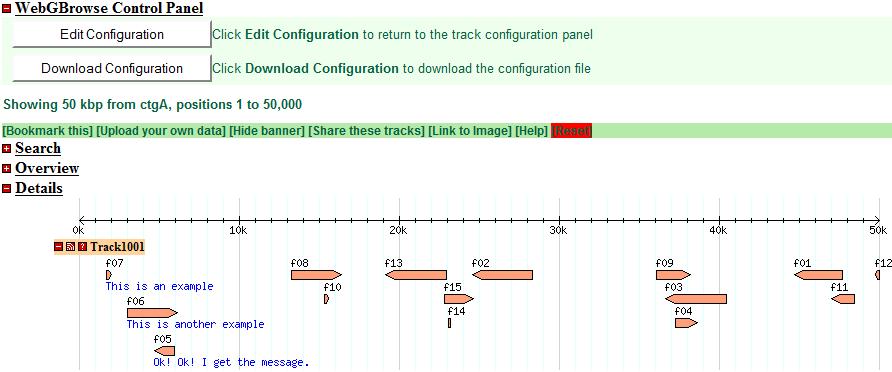 WebGBrowse Control Panel
Edit Configuration Click Edit Configuration to return to the track configuration panel
Download Configuration Click Download Configuration to download the configuration file
Showing 50 kbp from ctgA, positions 1 to 50,000
[Bookmark this] [Upload your own data] [Hide banner] [Share these tracks] [Link to Image] [Help] [Reset]
Search
Overview
Details
0k 10k 20k 30k 40k 50k
Track1001
f07 f08 f13 f02 f09 f01 f12
This is an example f10 f15 f03 f11
f06 f14 f04
This is another example
f05
Ok! Ok! I get the message.